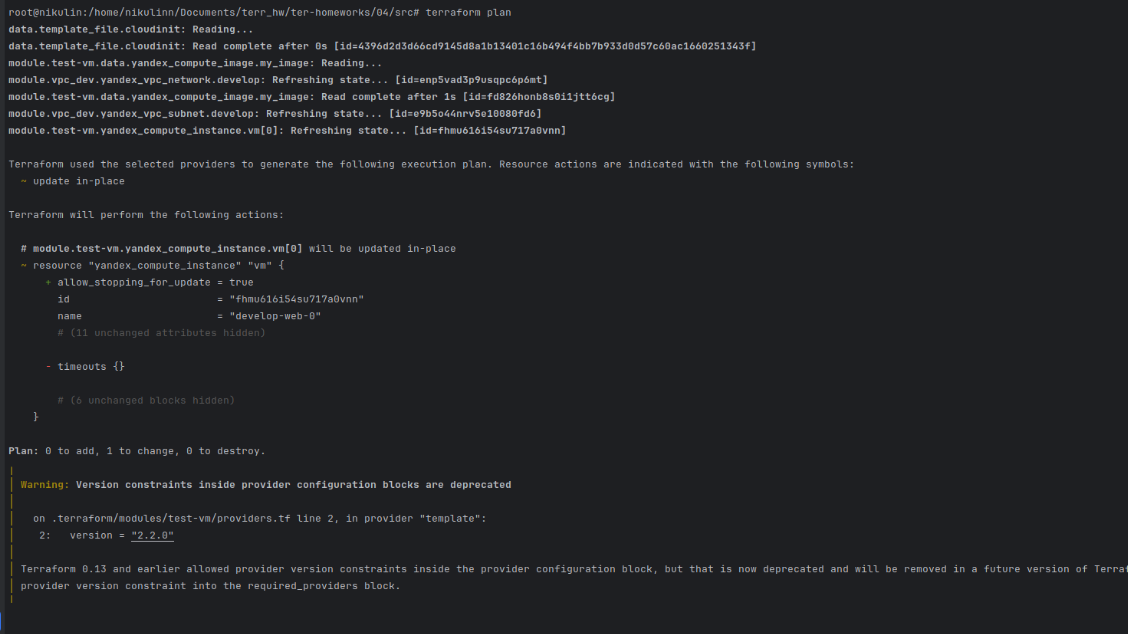 root@nikulin:/home/nikulinn/Documents/terr_hw/ter-homeworks/04/src# terraform plan
data.template_file.cloudinit: Reading...
data.template_file.cloudinit: Read complete after 0s [id=4396d2d3d66cd9145d8a1b13401c16b494f4bb7b933d0d57c60ac1660251343f]
module.test-vm.data.yandex_compute_image.my_image: Reading...
module.vpc_dev.yandex_vpc_network.develop: Refreshing state... [id=enp5vad3p9usqpc6p6mt]
module.test-vm.data.yandex_compute_image.my_image: Read complete after 1s [id=fd826honb8s0i1jtt6cg]
module.vpc_dev.yandex_vpc_subnet.develop: Refreshing state... [id=e9b5o44nrv5e10080fd6]
module.test-vm.yandex_compute_instance.vm[0]: Refreshing state... [id=fhmu616i54su717a0vnn]
Terraform used the selected providers to generate the following execution plan. Resource actions are indicated with the following symbols:
~ update in-place
Terraform will perform the following actions:
# module.test-vm.yandex_compute_instance.vm[0] will be updated in-place
~ resource "yandex_compute_instance" "vm" {
+ allow_stopping_for_update = true
id = "fhmu616i54su717a0vnn"
name = "develop-web-0"
# (11 unchanged attributes hidden)
- timeouts {}
# (6 unchanged blocks hidden)
}
Plan: 0 to add, 1 to change, 0 to destroy.
Warning: Version constraints inside provider configuration blocks are deprecated
on .terraform/modules/test-vm/providers.tf line 2, in provider "template":
2: version = "2.2.0"
Terraform 0.13 and earlier allowed provider version constraints inside the provider configuration block, but that is now deprecated and will be removed in a future version of Terraf
provider version constraint into the required_providers block.